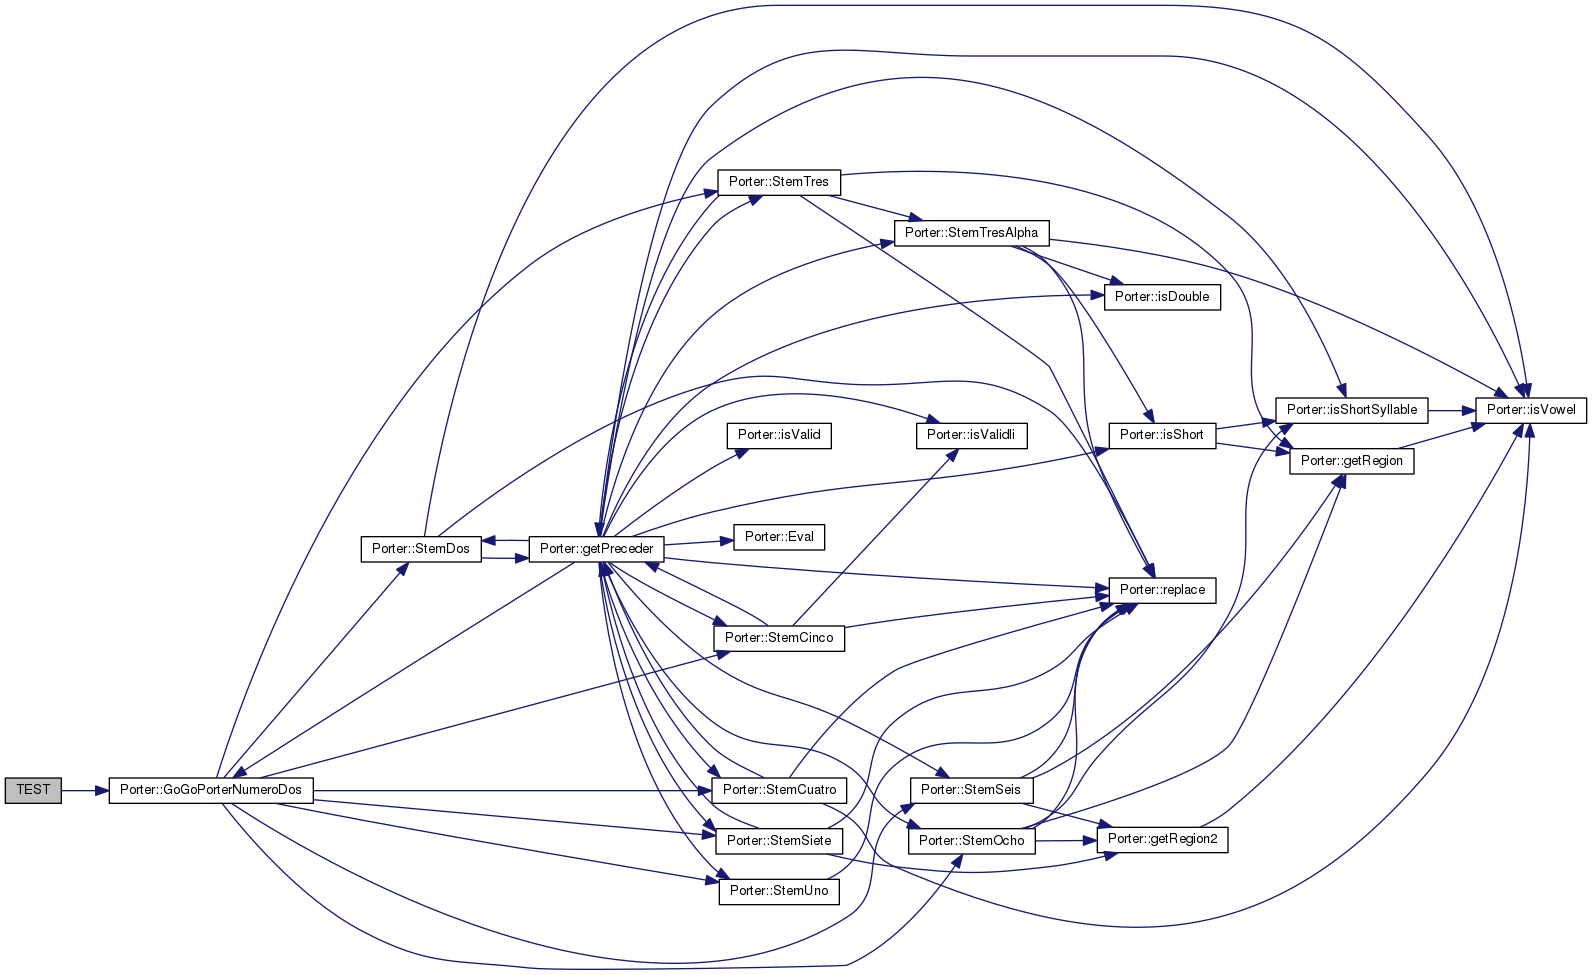 Porter::StemTres
Porter::StemTresAlpha
Porter::isDouble
Porter::isShortSyllable
Porter::isVowel
Porter::isValid
Porter::isValidli
Porter::isShort
Porter::getRegion
Porter::Eval
Porter::StemDos
Porter::getPreceder
Porter::replace
Porter::StemCinco
TEST
Porter::GoGoPorterNumeroDos
Porter::StemCuatro
Porter::StemSeis
Porter::StemSiete
Porter::StemOcho
Porter::getRegion2
Porter::StemUno